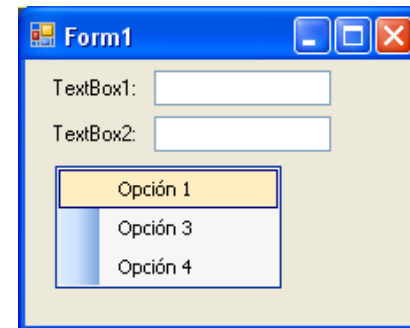 Form1
TextBox1:
TextBox2:
Opción 1
Opción 3
Opción 4